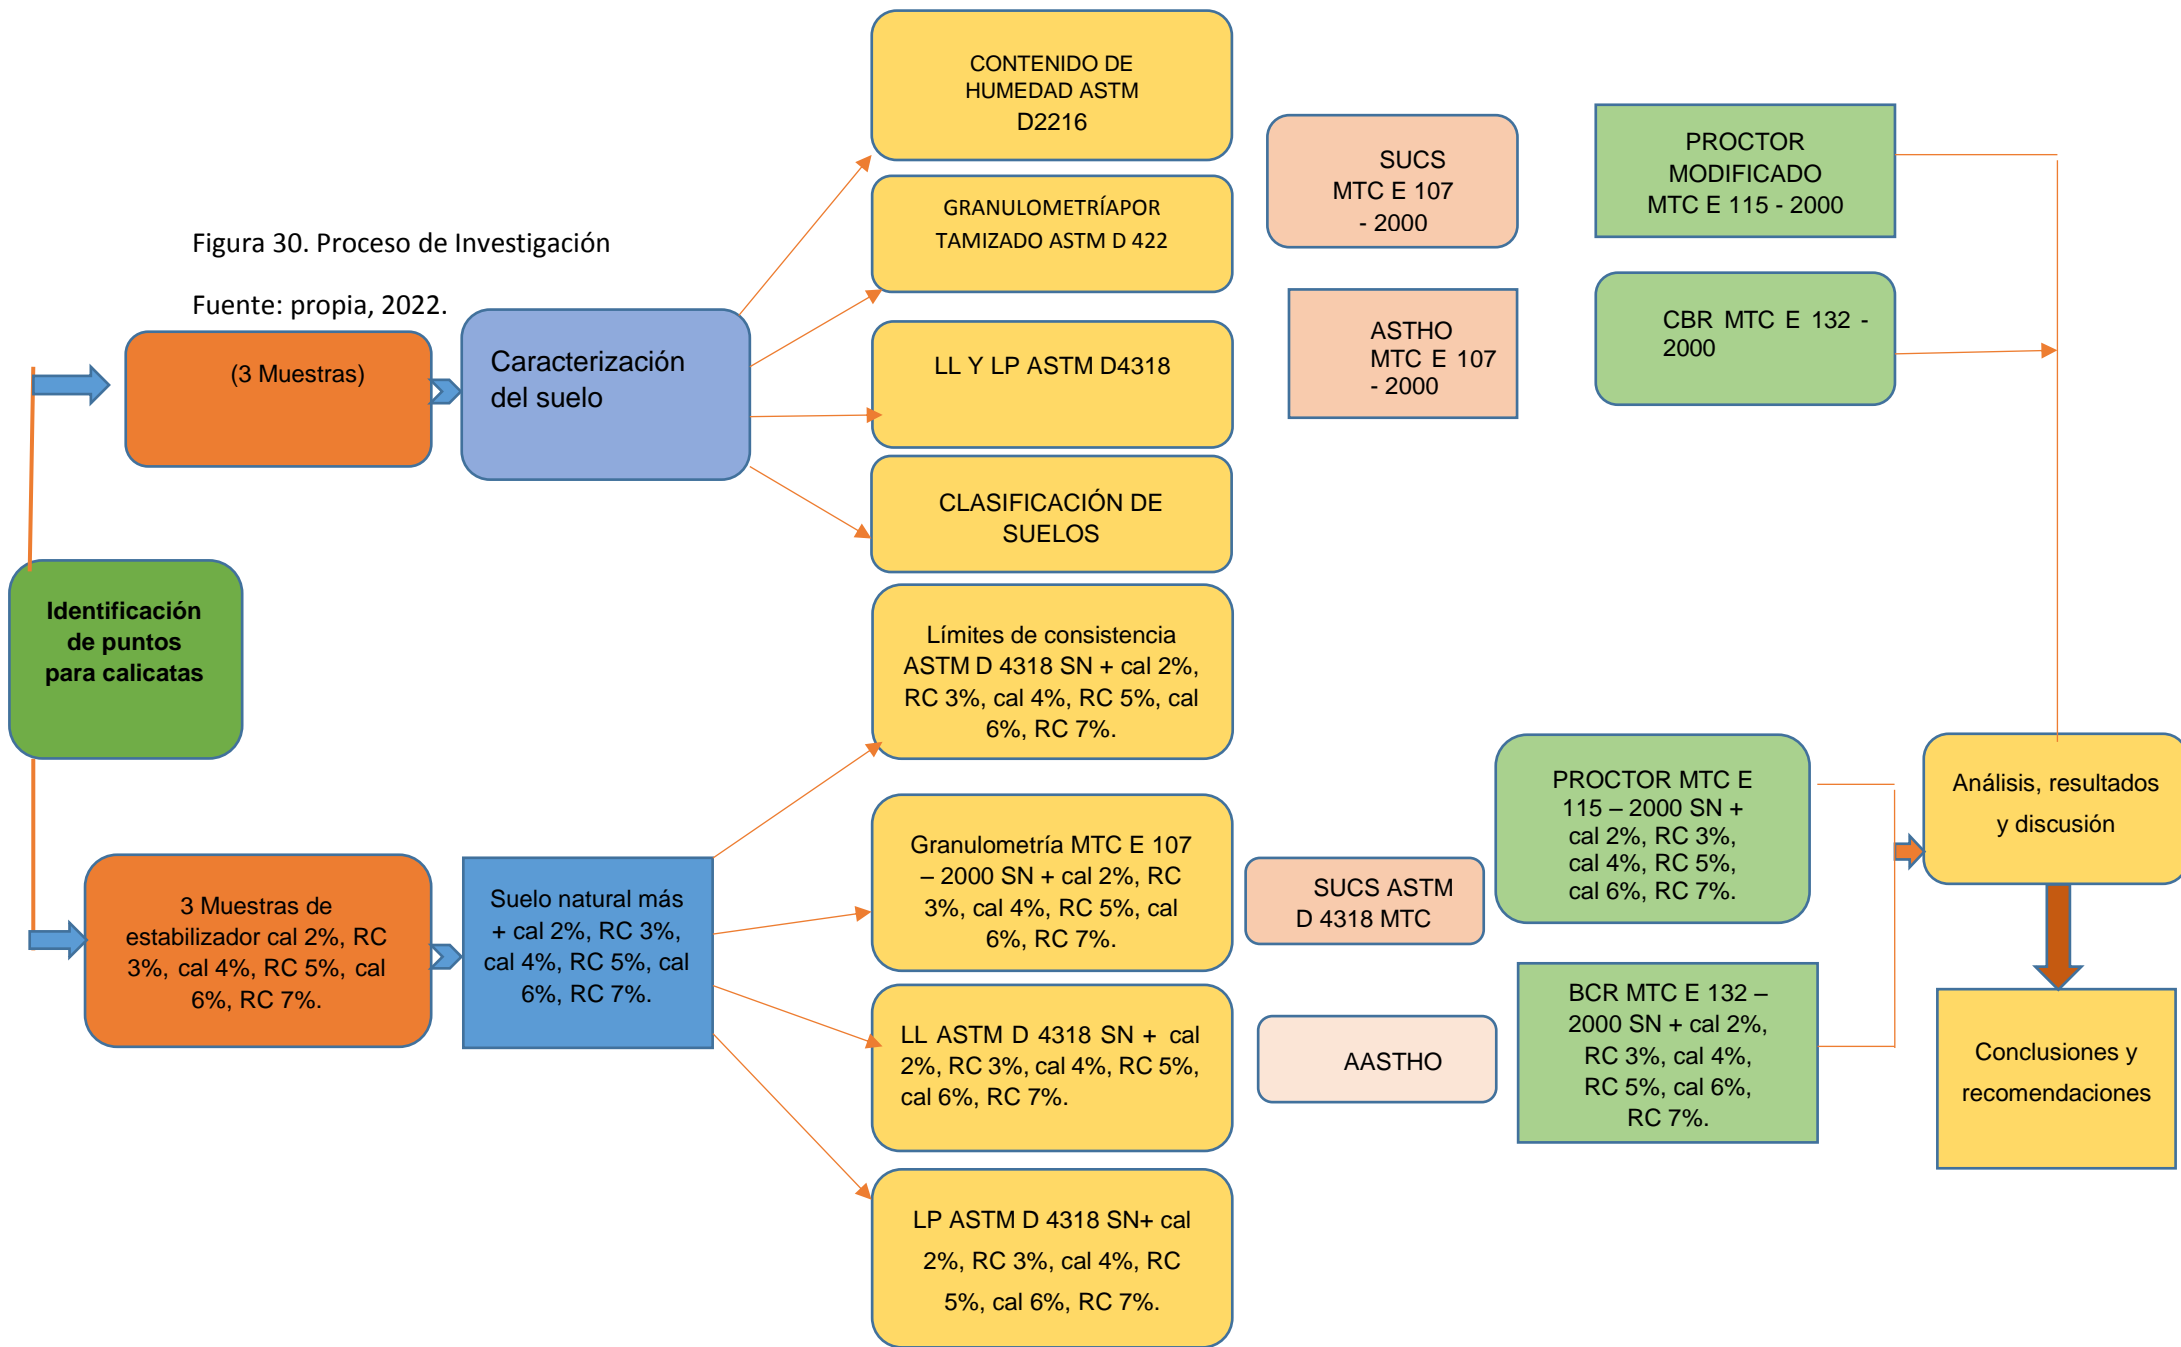 CONTENIDO DE
HUMEDAD ASTM
D2216
SUCS
MTC E 107
- 2000
PROCTOR
MODIFICADO
MTC E 115 - 2000
GRANULOMETRÍAPOR
TAMIZADO ASTM D 422
Figura 30. Proceso de Investigación
Fuente: propia, 2022.
(3 Muestras)
Caracterización
del suelo
LL Y LP ASTM D4318
ASTHO
MTC E 107
- 2000
CBR MTC E 132 -
2000
CLASIFICACIÓN DE
SUELOS
Identificación
de puntos
para calicatas
Límites de consistencia
ASTM D 4318 SN + cal 2%,
RC 3%, cal 4%, RC 5%, cal
6%, RC 7%.
3 Muestras de
estabilizador cal 2%, RC
3%, cal 4%, RC 5%, cal
6%, RC 7%.
Suelo natural más
+ cal 2%, RC 3%,
cal 4%, RC 5%, cal
6%, RC 7%.
Granulometría MTC E 107
– 2000 SN + cal 2%, RC
3%, cal 4%, RC 5%, cal
6%, RC 7%.
SUCS ASTM
D 4318 MTC
PROCTOR MTC E
115 – 2000 SN +
cal 2%, RC 3%,
cal 4%, RC 5%,
cal 6%, RC 7%.
Análisis, resultados
y discusión
LL ASTM D 4318 SN + cal
2%, RC 3%, cal 4%, RC 5%,
cal 6%, RC 7%.
AASTHO
BCR MTC E 132 –
2000 SN + cal 2%,
RC 3%, cal 4%,
RC 5%, cal 6%,
RC 7%.
Conclusiones y
recomendaciones
LP ASTM D 4318 SN+ cal
2%, RC 3%, cal 4%, RC
5%, cal 6%, RC 7%.